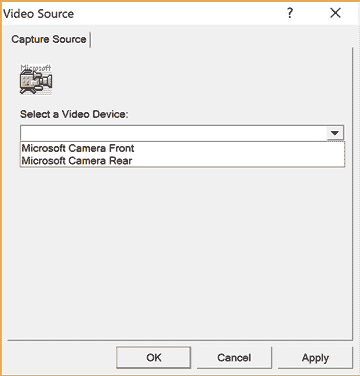 Video Source
?
Capture Source
Microsoft
Select a Video Device:
Microsoft Camera Front
Microsoft Camera Rear
OK Cancel Apply